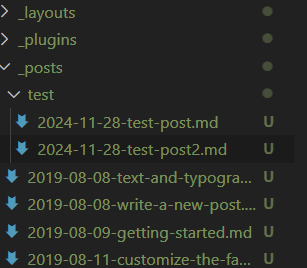 _layouts
_plugins
_posts
test
2024-11-28-test-post.md U
2024-11-28-test-post2.md U
2019-08-08-text-and-typogra... U
2019-08-08-write-a-new-post.... U
2019-08-09-getting-started.md U
2019-08-11-customize-the-fa... U